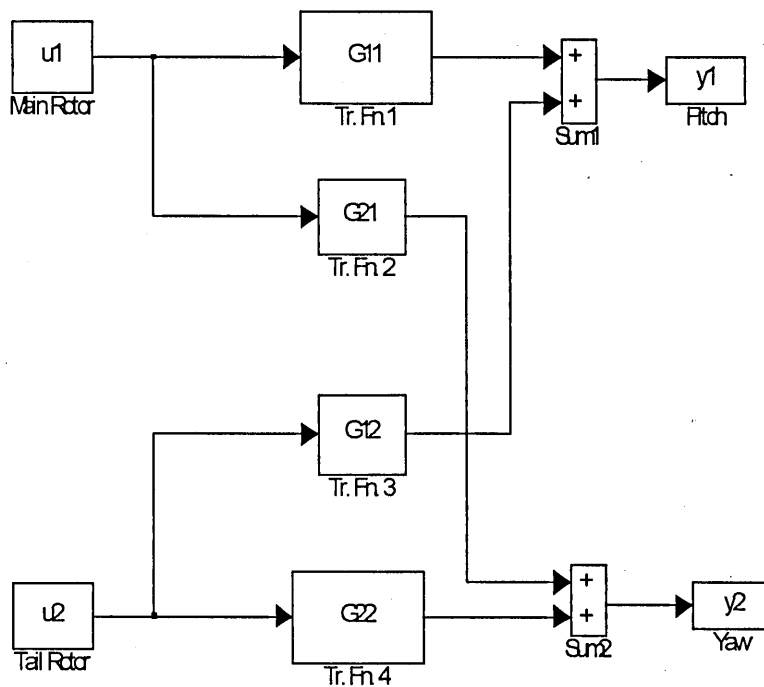 u1
Main Rotor
G11
Tr. Fn.1
+
+
Sum1
y1
Pitch
G21
Tr. Fn.2
G12
Tr. Fn.3
u2
Tail Rotor
G22
Tr. Fn.4
+
+
Sum2
y2
Yaw